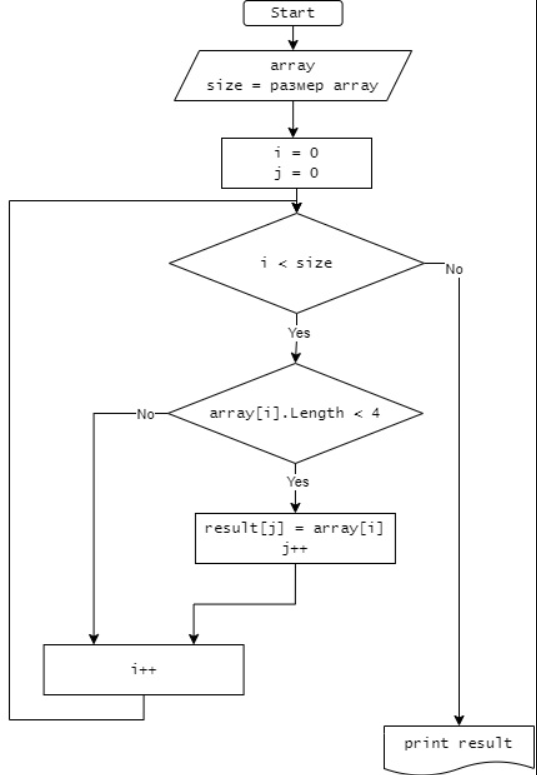 Start
array
size = размер array
i = 0
j = 0
i < size
No
Yes
array[i].Length < 4
No
Yes
result[j] = array[i]
j++
i++
print result